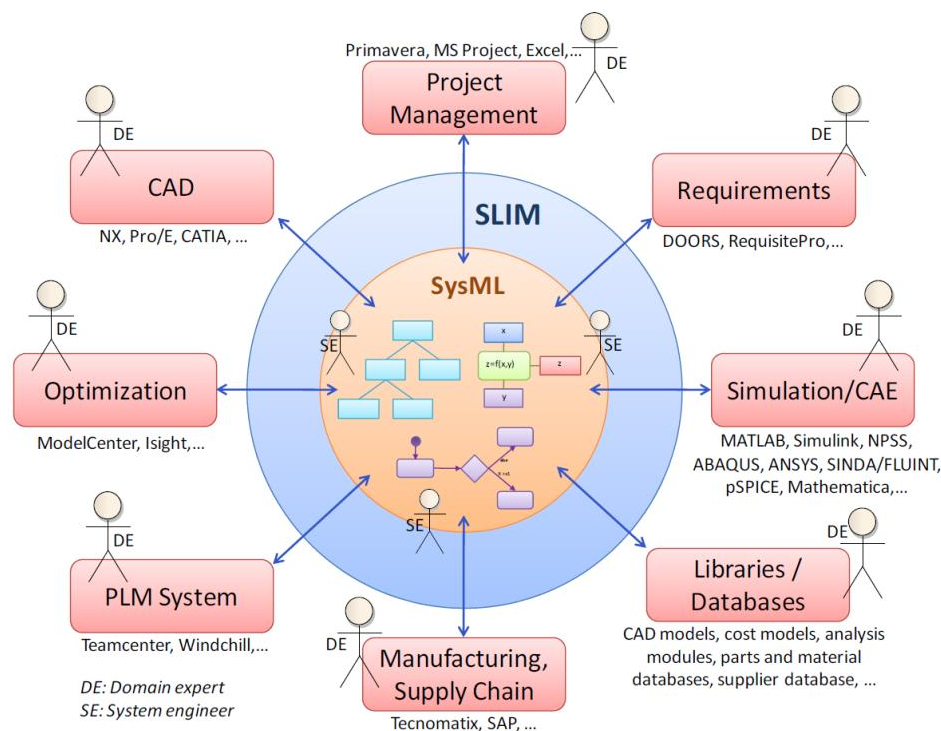 Primavera, MS Project, Excel,...
DE
Project
Management
DE
CAD
NX, Pro/E, CATIA, ...
DE
Requirements
DOORS, RequisitePro,...
SLIM
SysML
SE
x
z=f(x,y)
z
y
SE
DE
Optimization
ModelCenter, Isight,...
DE
Simulation/CAE
MATLAB, Simulink, NPSS,
ABAQUS, ANSYS, SINDA/FLUINT,
pSPICE, Mathematica,...
SE
DE
PLM System
Teamcenter, Windchill,...
DE
Libraries /
Databases
CAD models, cost models, analysis
modules, parts and material
databases, supplier database, ...
DE
Manufacturing,
Supply Chain
Tecnomatix, SAP, ...
DE: Domain expert
SE: System engineer